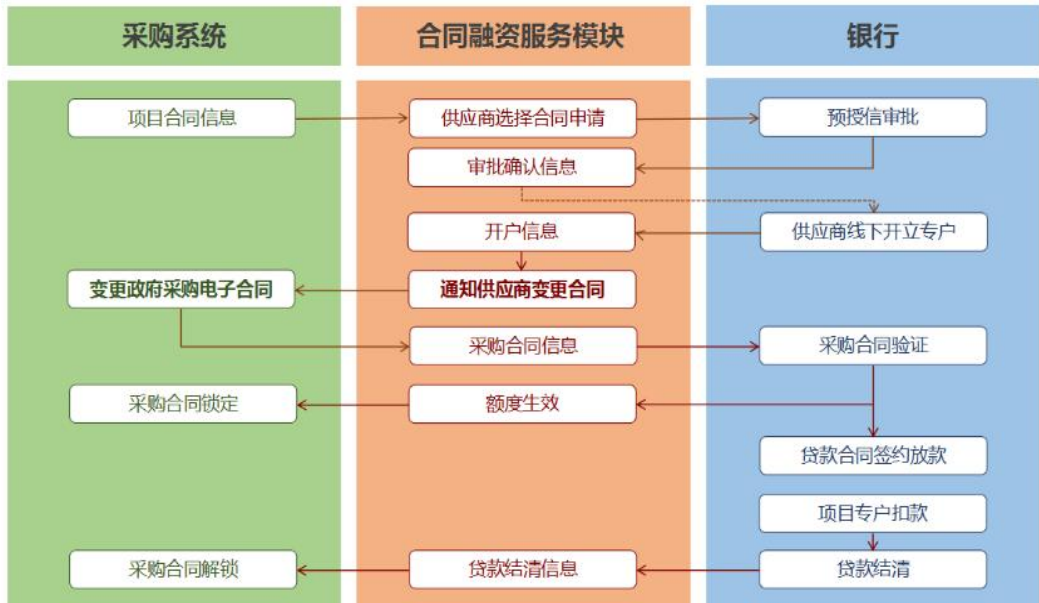 采购系统
合同融资服务模块
银行
项目合同信息
供应商选择合同申请
预授信审批
审批确认信息
开户信息
供应商线下开立专户
变更政府采购电子合同
通知供应商变更合同
采购合同信息
采购合同验证
采购合同锁定
额度生效
贷款合同签约放款
项目专户扣款
采购合同解锁
贷款结清信息
贷款结清